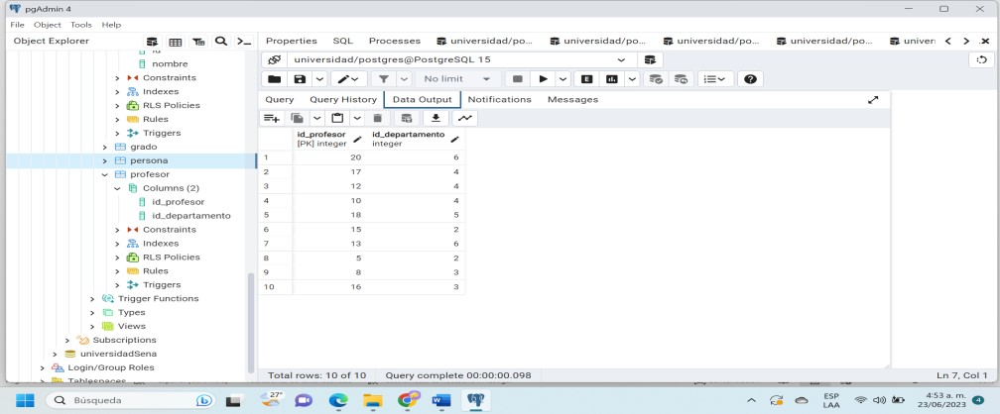 pgAdmin 4
File Object Tools Help
Object Explorer
Properties SQL Processes universidad/po... universidad/po... universidad/po... universidad/po... univer
universidad/postgres@PostgreSQL 15
No limit
E
Query Query History Data Output Notifications Messages
id
nombre
Constraints
Indexes
RLS Policies
Rules
Triggers
grado
persona
profesor
Columns (2)
id_profesor
id_departamento
Constraints
Indexes
RLS Policies
Rules
Triggers
Trigger Functions
Types
Views
Subscriptions
universidadSena
Login/Group Roles
Tablespaces
id_profesor
[PK] integer
id_departamento
integer
1 20 6
2 17 4
3 12 4
4 10 4
5 18 5
6 15 2
7 13 6
8 5 2
9 8 3
10 16 3
Total rows: 10 of 10 Query complete 00:00:00.098 Ln 7, Col 1
Búsqueda
27°
ESP
LAA
4:53 a. m.
23/06/2023
4